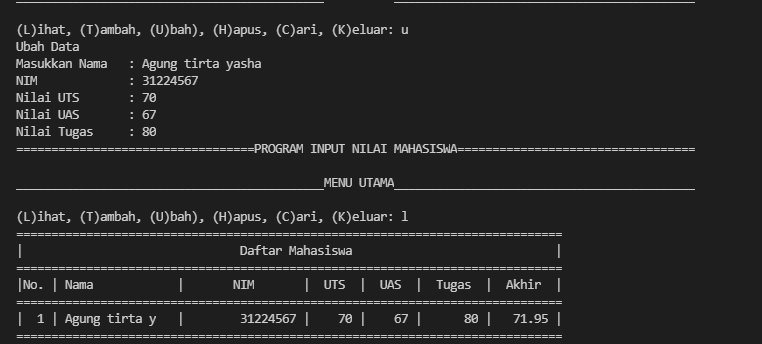 (L)ihat, (T)ambah, (U)bah), (H)apus, (C)ari, (K)eluar: u
Ubah Data
Masukkan Nama   : Agung tirta yasha
NIM             : 31224567
Nilai UTS       : 70
Nilai UAS       : 67
Nilai Tugas     : 80
==================================PROGRAM INPUT NILAI MAHASISWA==================================
____________________________________________MENU UTAMA___________________________________________
(L)ihat, (T)ambah, (U)bah), (H)apus, (C)ari, (K)eluar: l
==============================================================================
|                               Daftar Mahasiswa                             |
==============================================================================
|No. | Nama            |       NIM       |  UTS  |  UAS  |  Tugas  |  Akhir  |
==============================================================================
|  1 | Agung tirta y   |        31224567 |    70 |    67 |      80 |   71.95 |
==============================================================================